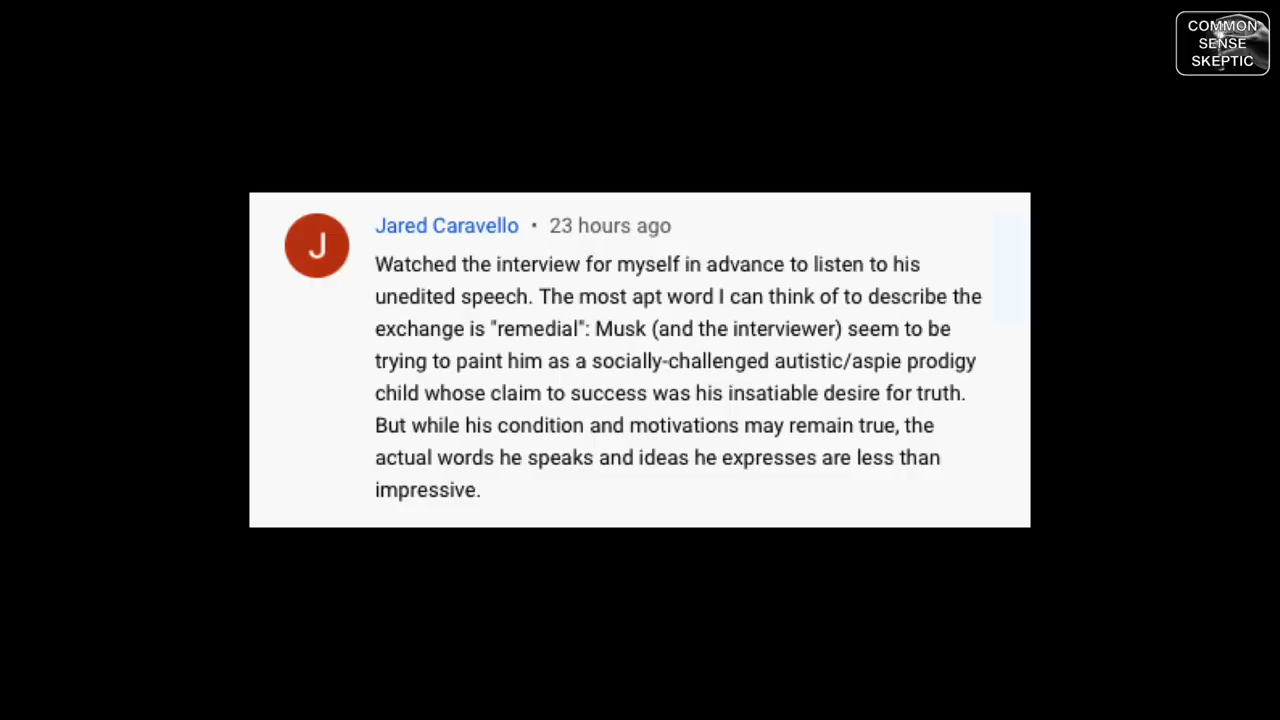 COMMON
SENSE
SKEPTIC
J
Jared Caravello • 23 hours ago
Watched the interview for myself in advance to listen to his
unedited speech. The most apt word I can think of to describe the
exchange is "remedial": Musk (and the interviewer) seem to be
trying to paint him as a socially-challenged autistic/aspie prodigy
child whose claim to success was his insatiable desire for truth.
But while his condition and motivations may remain true, the
actual words he speaks and ideas he expresses are less than
impressive.